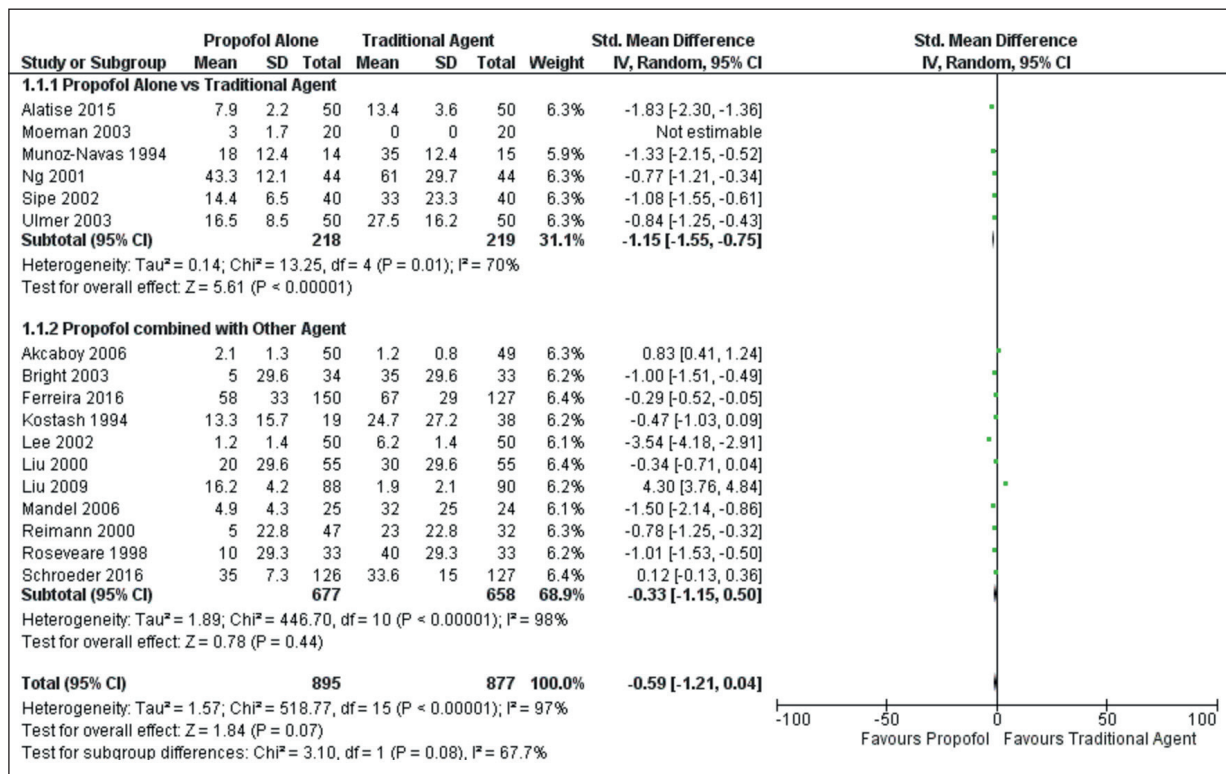 Propofol Alone Traditional Agent Std. Mean Difference Std. Mean Difference
Study or Subgroup Mean SD Total Mean SD Total Weight IV, Random, 95% CI IV, Random, 95% CI
1.1.1 Propofol Alone vs Traditional Agent
Alatise 2015 7.9 2.2 50 13.4 3.6 50 6.3% -1.83 [-2.30, -1.36]
Moeman 2003 3 1.7 20 0 0 20 Not estimable
Munoz-Navas 1994 18 12.4 14 35 12.4 15 5.9% -1.33 [-2.15, -0.52]
Ng 2001 43.3 12.1 44 61 29.7 44 6.3% -0.77 [-1.21, -0.34]
Sipe 2002 14.4 6.5 40 33 23.3 40 6.3% -1.08 [-1.55, -0.61]
Ulmer 2003 16.5 8.5 50 27.5 16.2 50 6.3% -0.84 [-1.25, -0.43]
Subtotal (95% CI) 218 219 31.1% -1.15 [-1.55, -0.75]
Heterogeneity: Tau² = 0.14; Chi² = 13.25, df = 4 (P = 0.01); I² = 70%
Test for overall effect: Z = 5.61 (P < 0.00001)
1.1.2 Propofol combined with Other Agent
Akcaboy 2006 2.1 1.3 50 1.2 0.8 49 6.3% 0.83 [0.41, 1.24]
Bright 2003 5 29.6 34 35 29.6 33 6.2% -1.00 [-1.51, -0.49]
Ferreira 2016 58 33 150 67 29 127 6.4% -0.29 [-0.52, -0.05]
Kostash 1994 13.3 15.7 19 24.7 27.2 38 6.2% -0.47 [-1.03, 0.09]
Lee 2002 1.2 1.4 50 6.2 1.4 50 6.1% -3.54 [-4.18, -2.91]
Liu 2000 20 29.6 55 30 29.6 55 6.4% -0.34 [-0.71, 0.04]
Liu 2009 16.2 4.2 88 1.9 2.1 90 6.2% 4.30 [3.76, 4.84]
Mandel 2006 4.9 4.3 25 32 25 24 6.1% -1.50 [-2.14, -0.86]
Reimann 2000 5 22.8 47 23 22.8 32 6.3% -0.78 [-1.25, -0.32]
Roseveare 1998 10 29.3 33 40 29.3 33 6.2% -1.01 [-1.53, -0.50]
Schroeder 2016 35 7.3 126 33.6 15 127 6.4% 0.12 [-0.13, 0.36]
Subtotal (95% CI) 677 658 68.9% -0.33 [-1.15, 0.50]
Heterogeneity: Tau² = 1.89; Chi² = 446.70, df = 10 (P < 0.00001); I² = 98%
Test for overall effect: Z = 0.78 (P = 0.44)
Total (95% CI) 895 877 100.0% -0.59 [-1.21, 0.04]
Heterogeneity: Tau² = 1.57; Chi² = 518.77, df = 15 (P < 0.00001); I² = 97%
Test for overall effect: Z = 1.84 (P = 0.07)
Test for subgroup differences: Chi² = 3.10, df = 1 (P = 0.08), I² = 67.7%
-100 -50 0 50 100
Favours Propofol Favours Traditional Agent